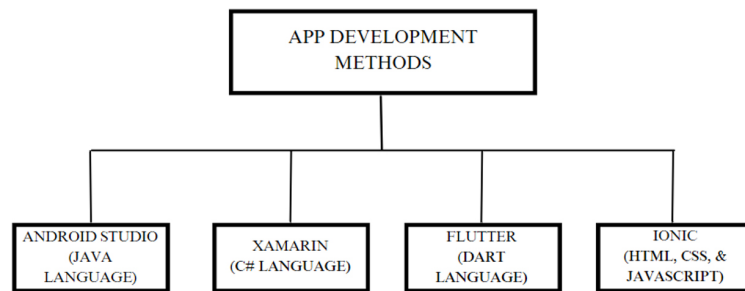 APP DEVELOPMENT
METHODS
ANDROID STUDIO
(JAVA
LANGUAGE)
XAMARIN
(C# LANGUAGE)
FLUTTER
(DART
LANGUAGE)
IONIC
(HTML, CSS, &
JAVASCRIPT)